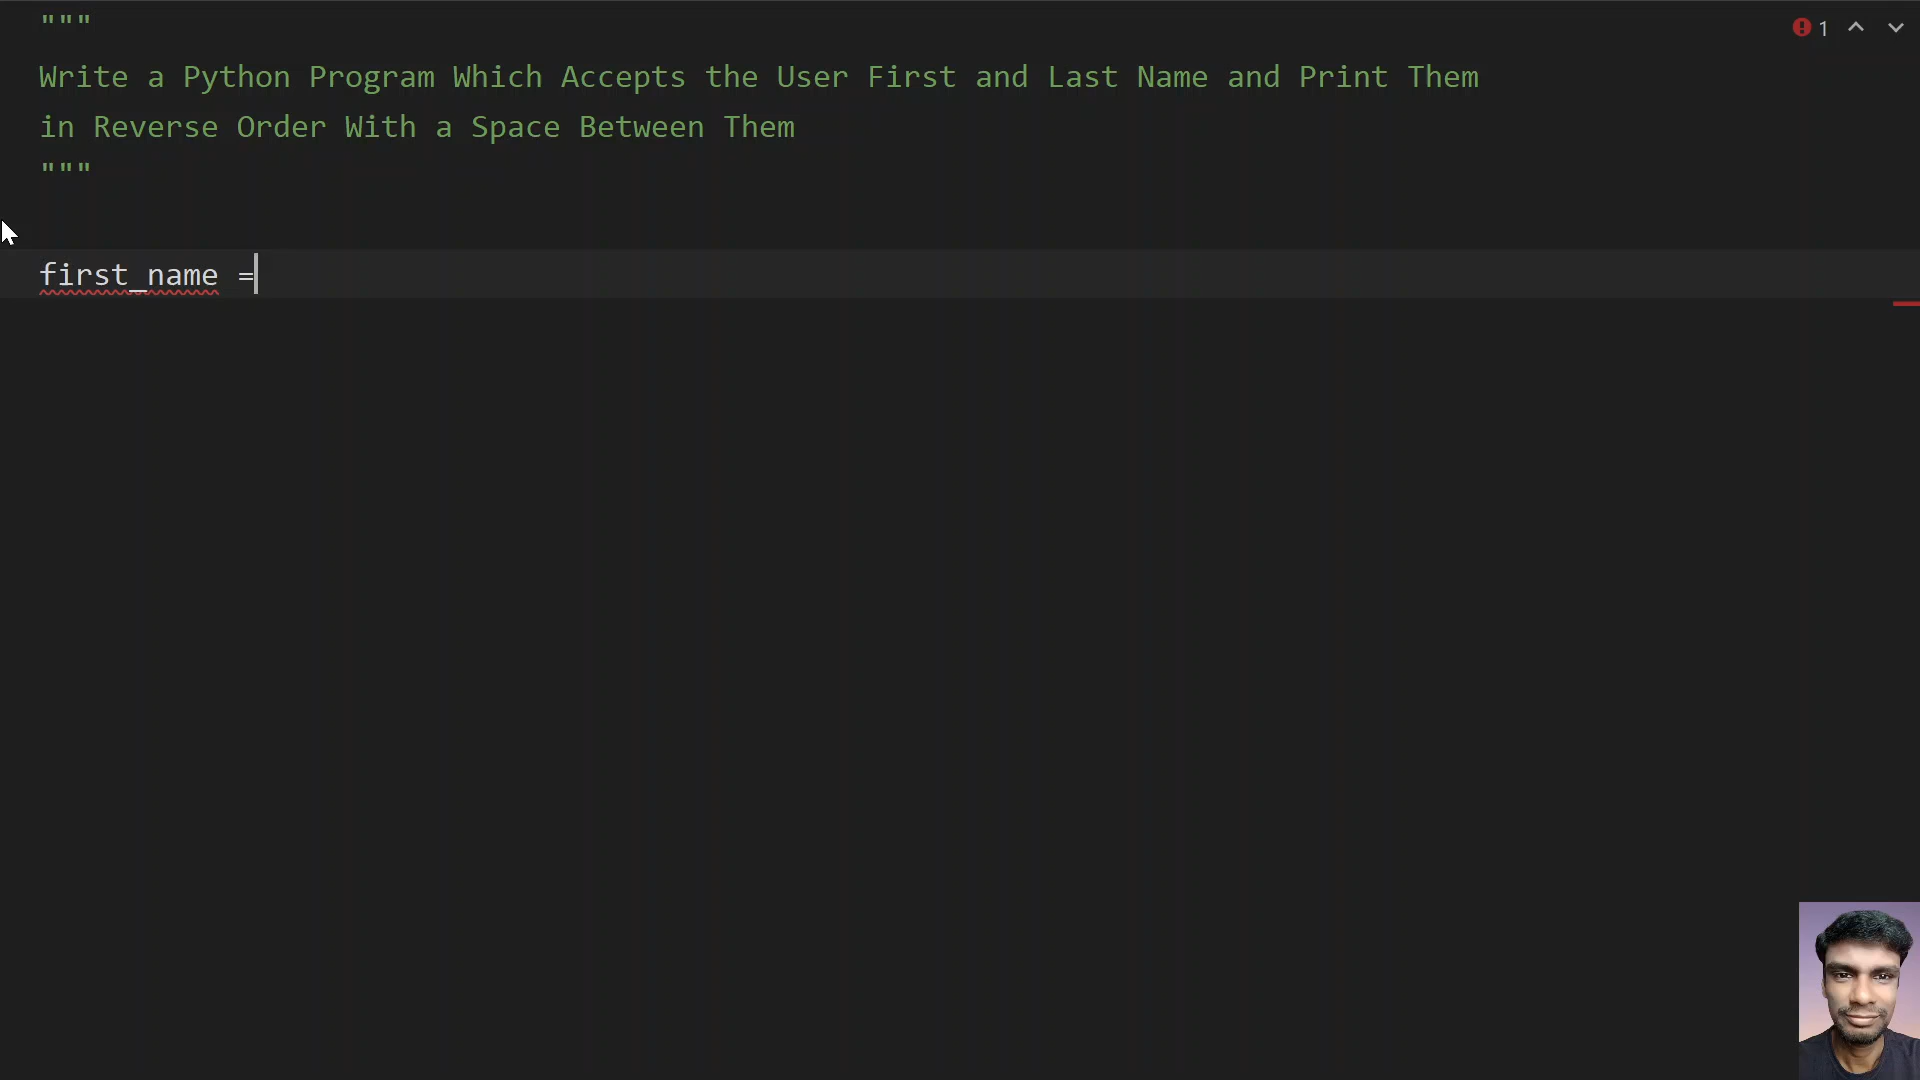 """
1
Write a Python Program Which Accepts the User First and Last Name and Print Them
in Reverse Order With a Space Between Them
"""
first_name =